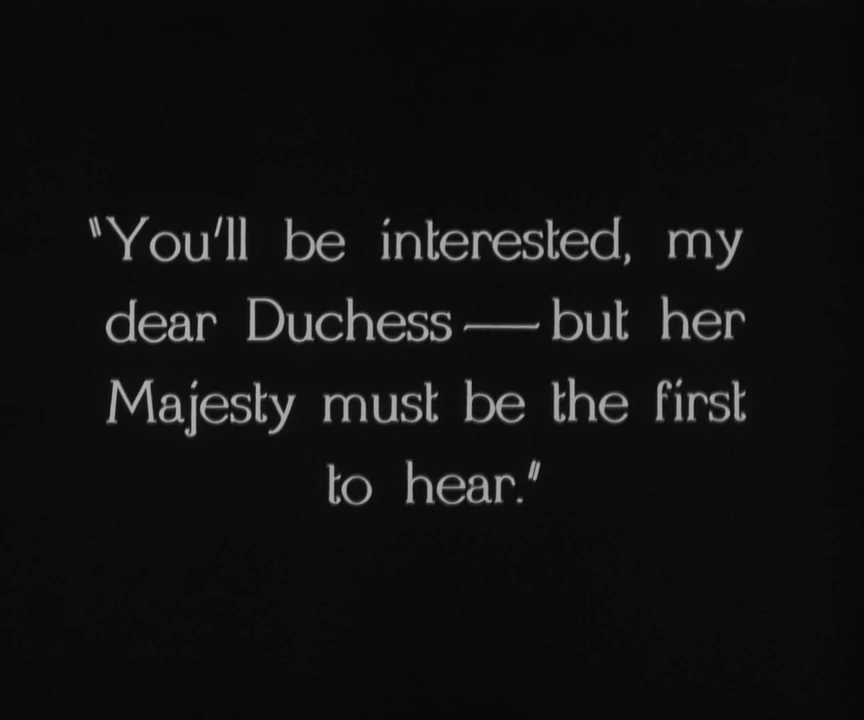 "You'll be interested, my
dear Duchess — but her
Majesty must be the first
to hear."